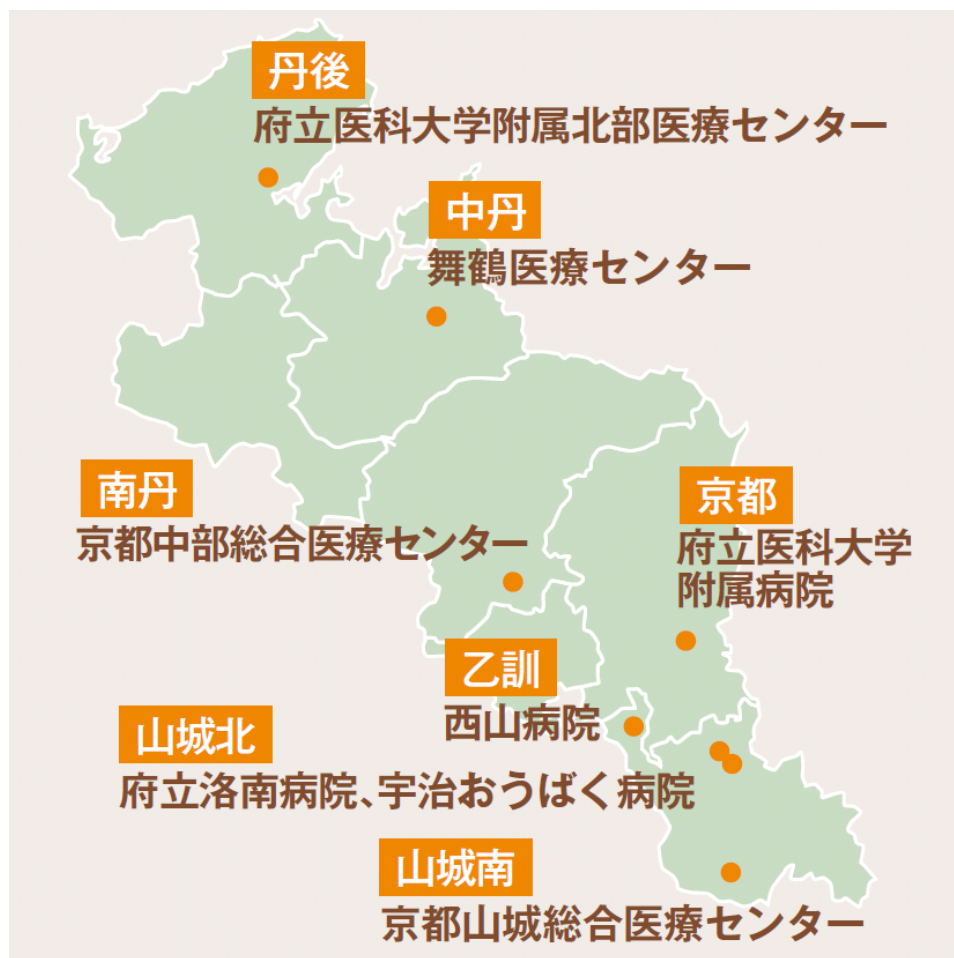 丹後
府立医科大学附属北部医療センター
中丹
舞鶴医療センター
南丹
京都中部総合医療センター
京都
府立医科大学
附属病院
乙訓
西山病院
山城北
府立洛南病院、宇治おうばく病院
山城南
京都山城総合医療センター